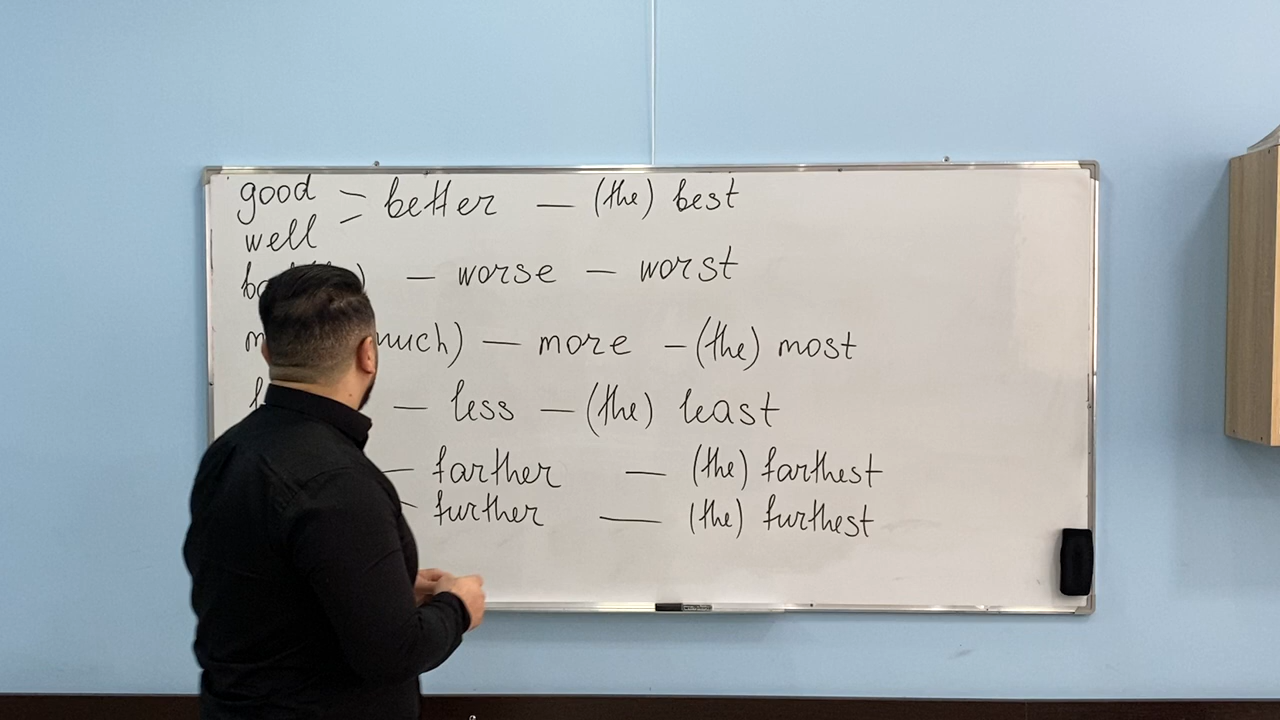 good = better — (the) best
well
— worse — worst
— more — (the) most
— less — (the) least
— farther — (the) farthest
— further — (the) furthest